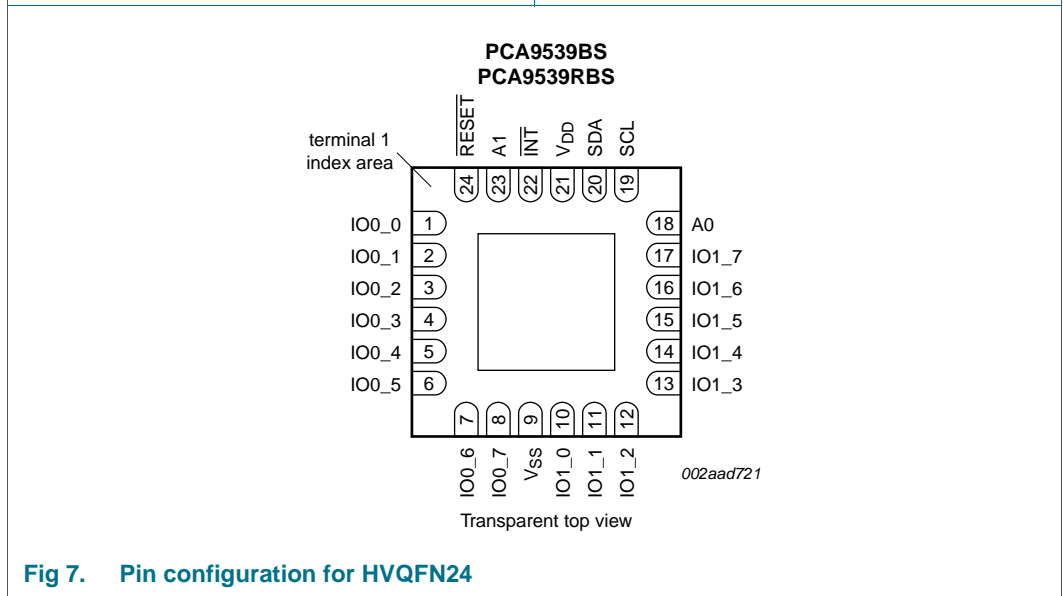 PCA9539BS
PCA9539RBS
terminal 1
index area
RESET
A1
INT
VDD
SDA
SCL
24
23
22
21
20
19
IO0_0 1
IO0_1 2
IO0_2 3
IO0_3 4
IO0_4 5
IO0_5 6
18 A0
17 IO1_7
16 IO1_6
15 IO1_5
14 IO1_4
13 IO1_3
7
8
9
10
11
12
IO0_6
IO0_7
VSS
IO1_0
IO1_1
IO1_2
002aad721
Transparent top view
Fig 7. Pin configuration for HVQFN24